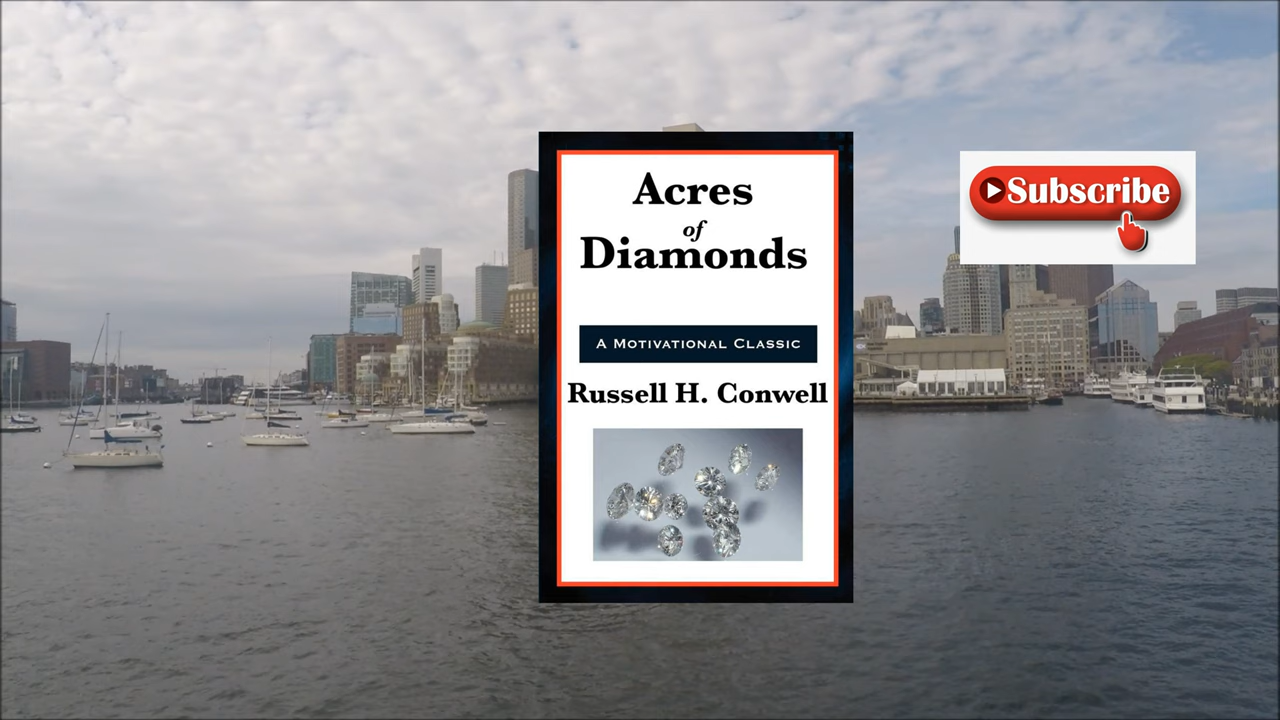 Acres
of
Diamonds
A Motivational Classic
Russell H. Conwell
Subscribe